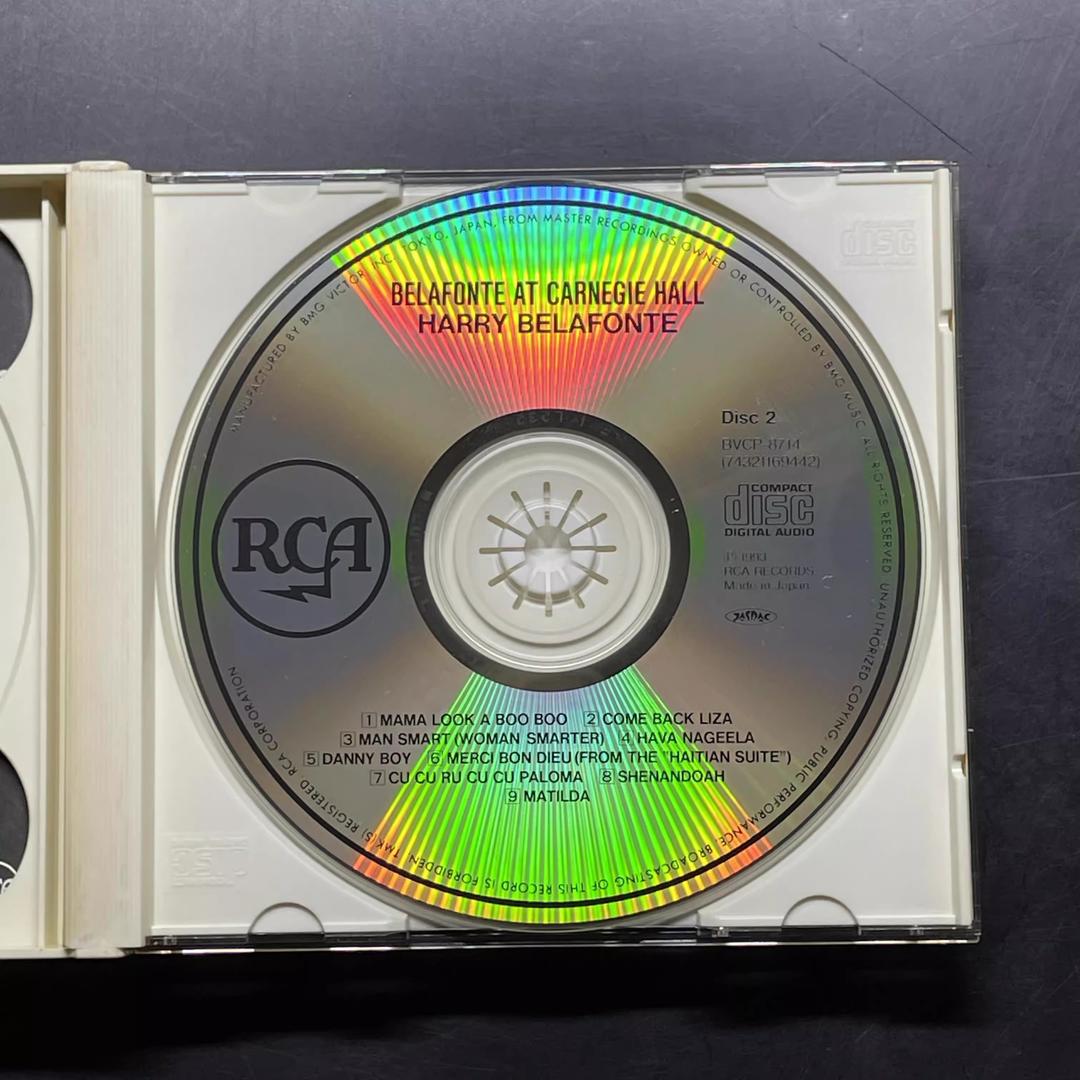 BELAFONTE AT CARNEGIE HALL
HARRY BELAFONTE
Disc 2
BVCP-8714
(74321169442)
COMPACT
disc
DIGITAL AUDIO
RCA
℗ 1993
RCA RECORDS
Made in Japan
JASRAC
1 MAMA LOOK A BOO BOO 2 COME BACK LIZA
3 MAN SMART (WOMAN SMARTER) 4 HAVA NAGEELA
5 DANNY BOY 6 MERCI BON DIEU (FROM THE "HAITIAN SUITE")
7 CU CU RU CU CU PALOMA 8 SHENANDOAH
9 MATILDA
MANUFACTURED BY BMG VICTOR INC. TOKYO, JAPAN, FROM MASTER RECORDINGS OWNED OR CONTROLLED BY BMG MUSIC. ALL RIGHTS RESERVED. UNAUTHORIZED COPYING, PUBLIC PERFORMANCE, BROADCASTING OF THIS RECORD IS FORBIDDEN. TMK(S) REGISTERED RCA CORPORATION
disc
disc